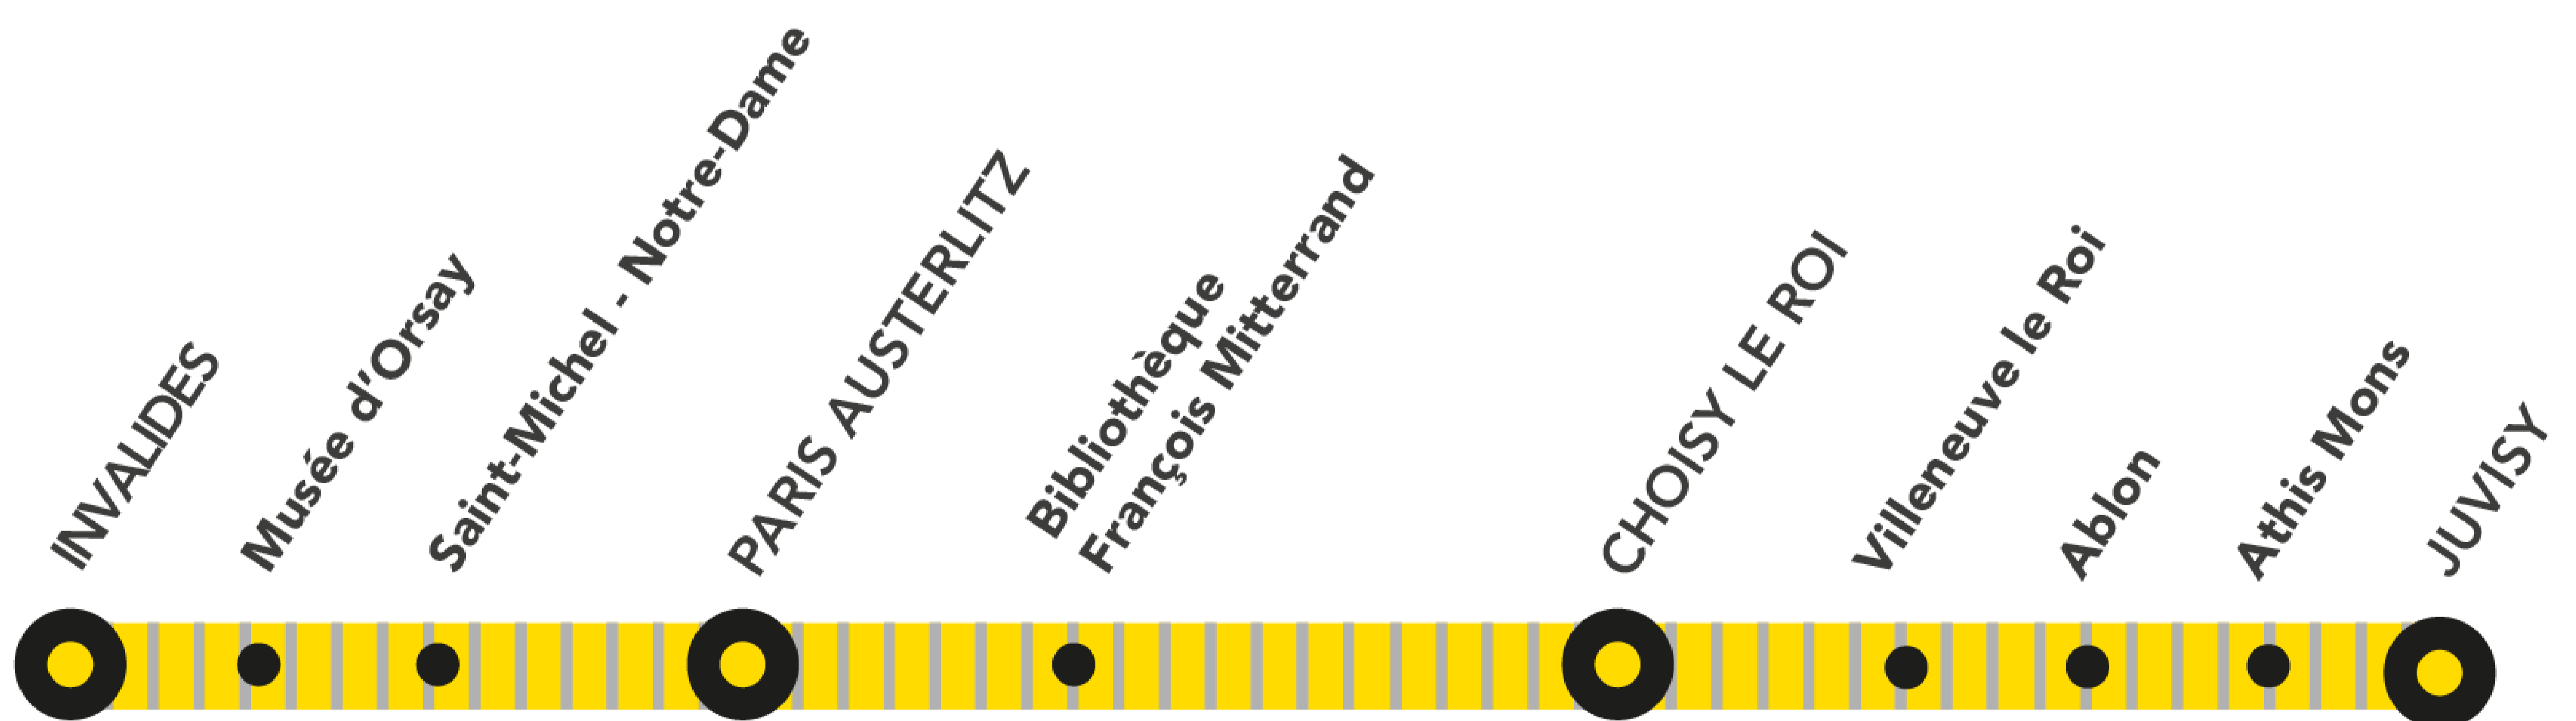 INVALIDES
Musée d'Orsay
Saint-Michel - Notre-Dame
PARIS AUSTERLITZ
Bibliothèque
François Mitterrand
CHOISY LE ROI
Villeneuve le Roi
Ablon
Athis Mons
JUVISY